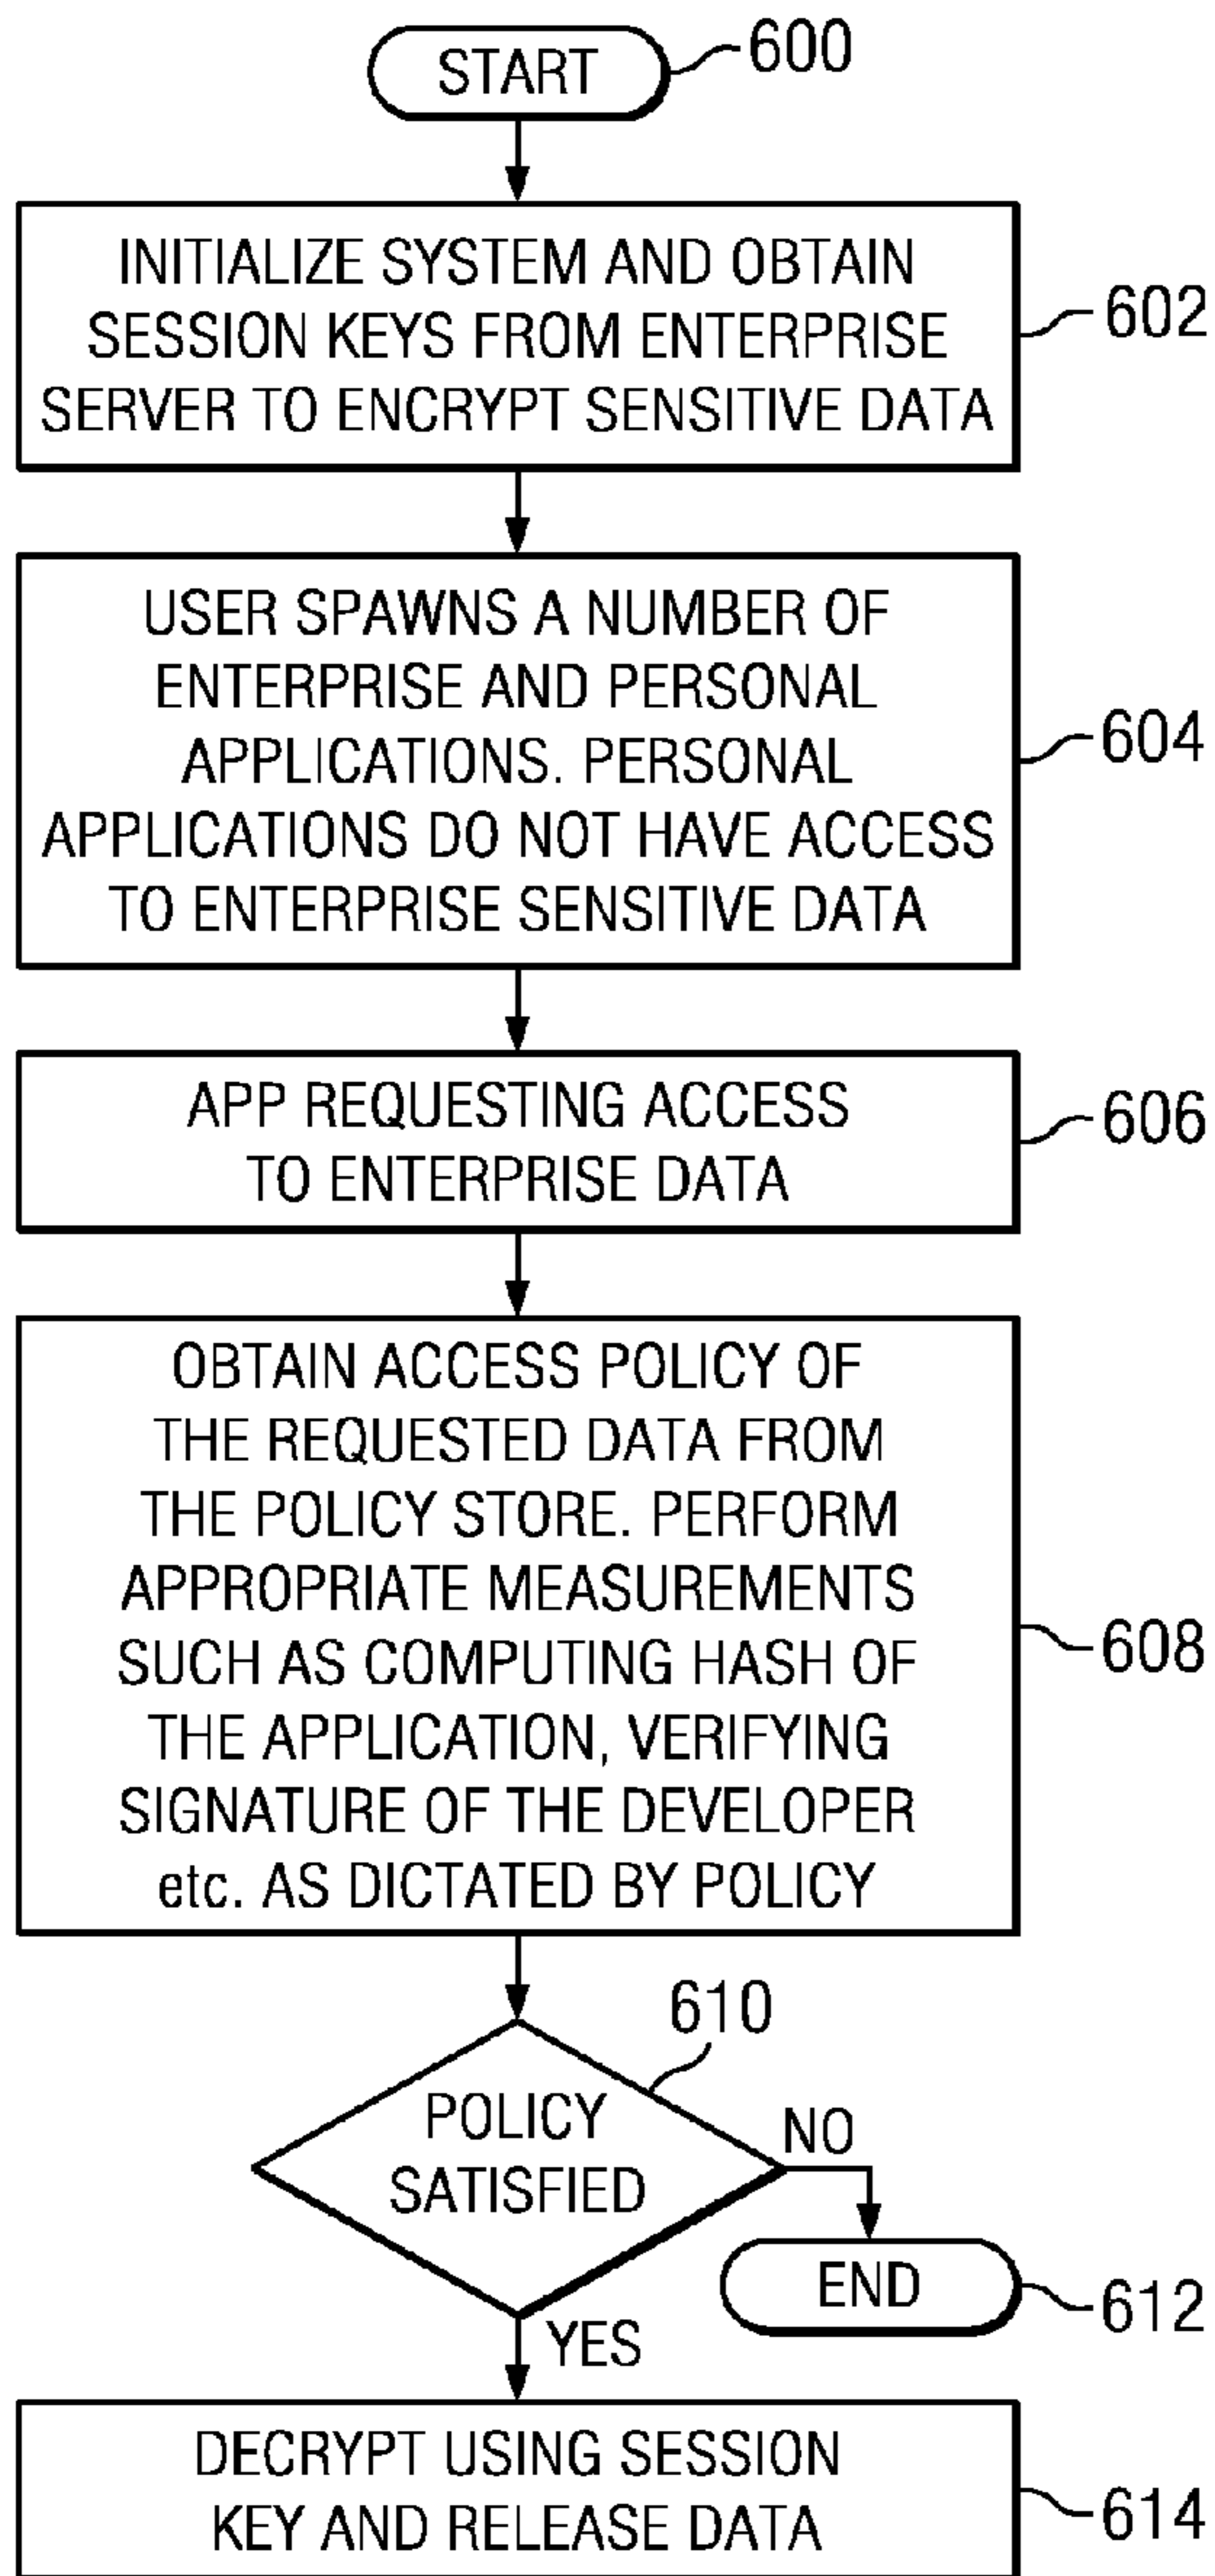 START
600
INITIALIZE SYSTEM AND OBTAIN
SESSION KEYS FROM ENTERPRISE
SERVER TO ENCRYPT SENSITIVE DATA
602
USER SPAWNS A NUMBER OF
ENTERPRISE AND PERSONAL
APPLICATIONS. PERSONAL
APPLICATIONS DO NOT HAVE ACCESS
TO ENTERPRISE SENSITIVE DATA
604
APP REQUESTING ACCESS
TO ENTERPRISE DATA
606
OBTAIN ACCESS POLICY OF
THE REQUESTED DATA FROM
THE POLICY STORE. PERFORM
APPROPRIATE MEASUREMENTS
SUCH AS COMPUTING HASH OF
THE APPLICATION, VERIFYING
SIGNATURE OF THE DEVELOPER
etc. AS DICTATED BY POLICY
608
610
POLICY
SATISFIED
NO
END
612
YES
DECRYPT USING SESSION
KEY AND RELEASE DATA
614